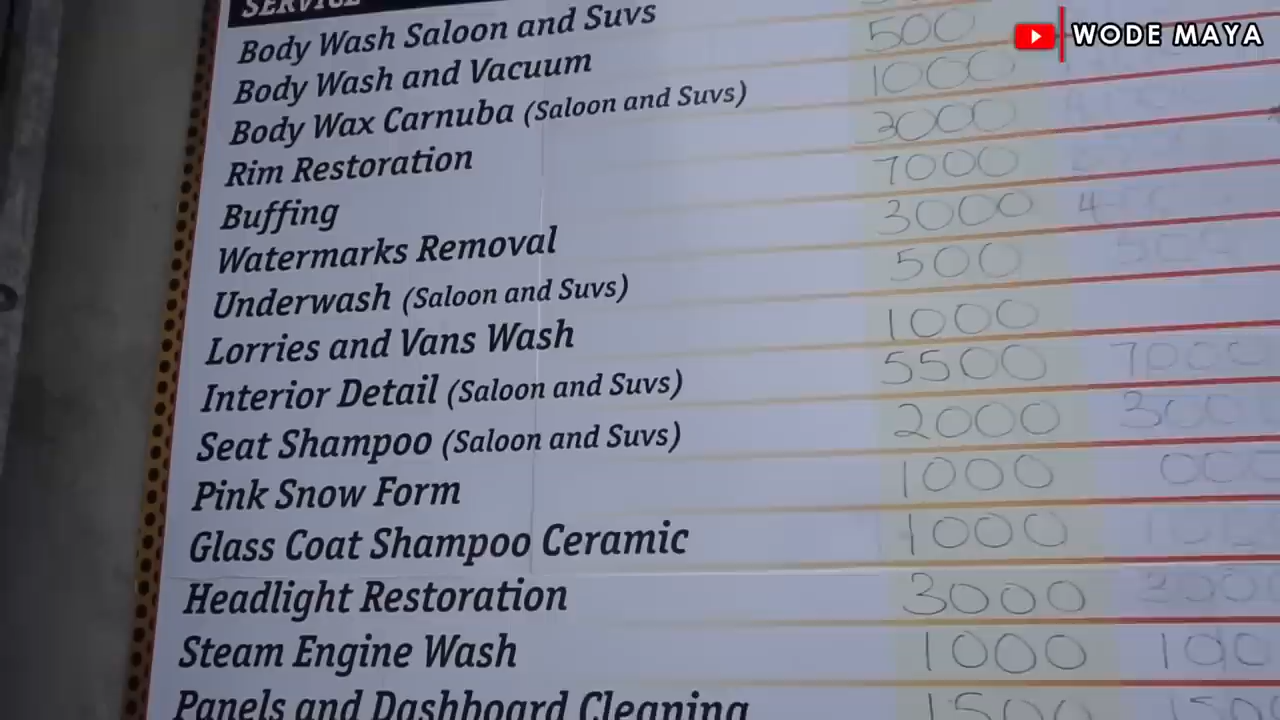 SERVICE
Body Wash Saloon and Suvs
Body Wash and Vacuum 500
Body Wax Carnuba (Saloon and Suvs) 1000
Rim Restoration 3000
Buffing 7000
Watermarks Removal 3000
Underwash (Saloon and Suvs) 500
Lorries and Vans Wash 1000
Interior Detail (Saloon and Suvs) 5500 7000
Seat Shampoo (Saloon and Suvs) 2000
Pink Snow Form 1000
Glass Coat Shampoo Ceramic 1000
Headlight Restoration 3000
Steam Engine Wash 1000
Panels and Dashboard Cleaning 1500
WODE MAYA